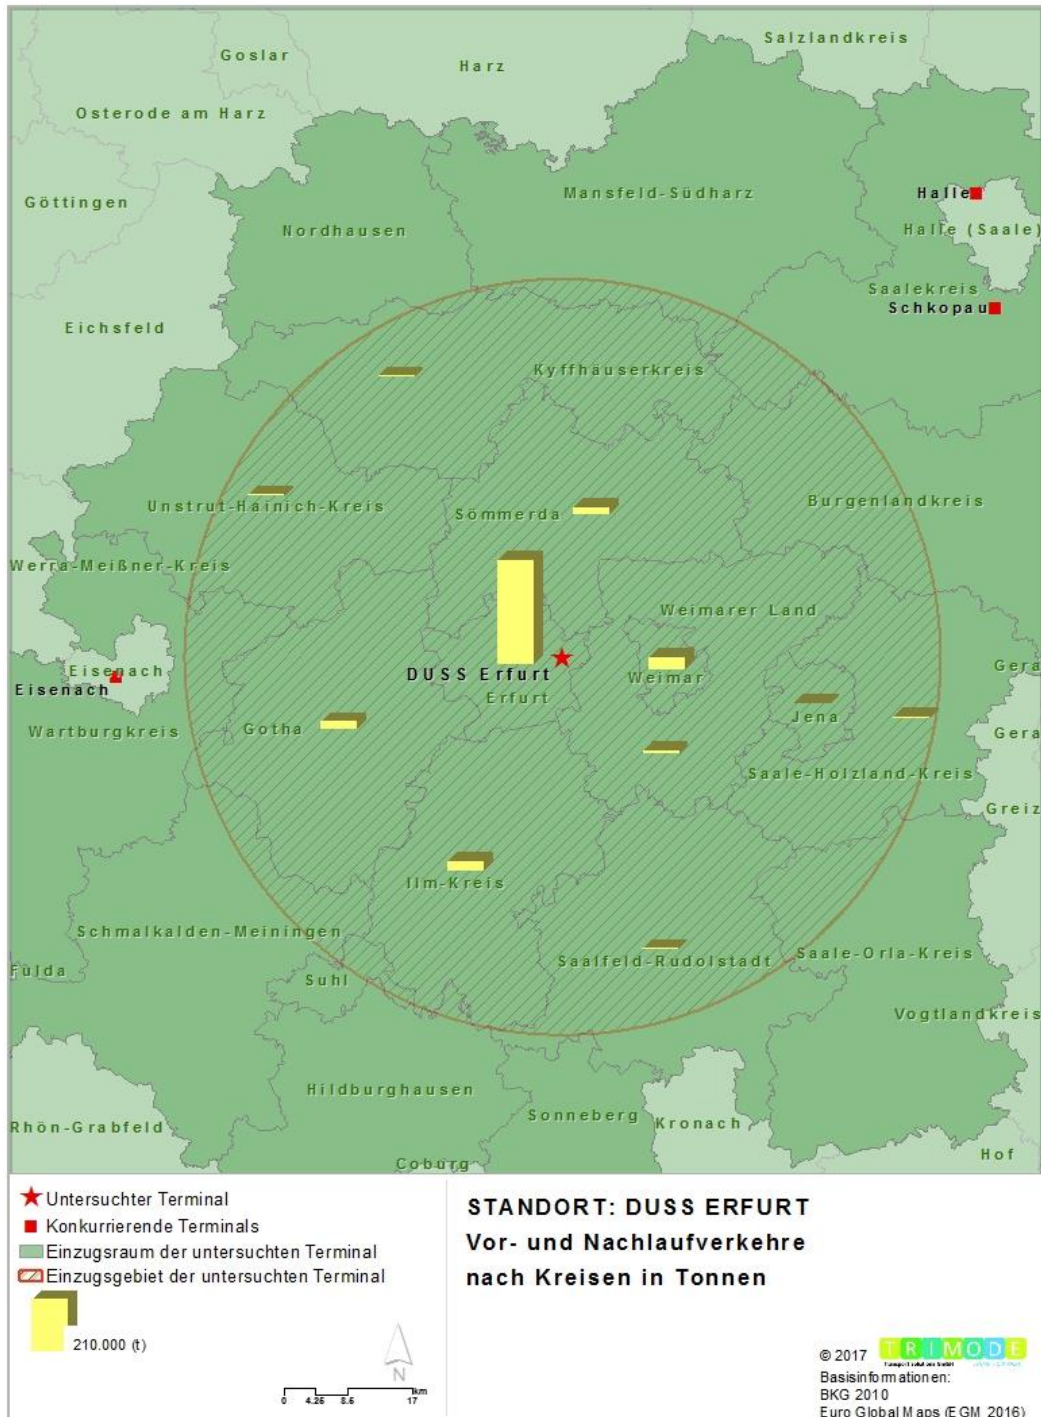 Salzlandkreis
Goslar
Harz
Osterode am Harz
Mansfeld-Südharz
Halle
Göttingen
Nordhausen
Halle (Saale)
Saalekreis
Schkopau
Eichsfeld
Kyffhäuserkreis
Unstrut-Hainich-Kreis
Sömmerda
Burgenlandkreis
Werra-Meißner-Kreis
Weimarer Land
Eisenach
Gera
DUSS Erfurt
Weimar
Eisenach
Erfurt
Jena
Wartburgkreis
Gotha
Gera
Saale-Holzland-Kreis
Greiz
Ilm-Kreis
Schmalkalden-Meiningen
Saalfeld-Rudolstadt
Saale-Orla-Kreis
Fulda
Suhl
Vogtlandkreis
Hildburghausen
Sonneberg
Kronach
Rhön-Grabfeld
Hof
Coburg
Untersuchter Terminal
Konkurrierende Terminals
Einzugsraum der untersuchten Terminal
Einzugsgebiet der untersuchten Terminal
210.000 (t)
N
km
0 4.25 8.5 17
STANDORT: DUSS ERFURT
Vor- und Nachlaufverkehre
nach Kreisen in Tonnen
© 2017 TRIMODE
Basisinformationen:
BKG 2010
Euro Global Maps (EGM 2016)